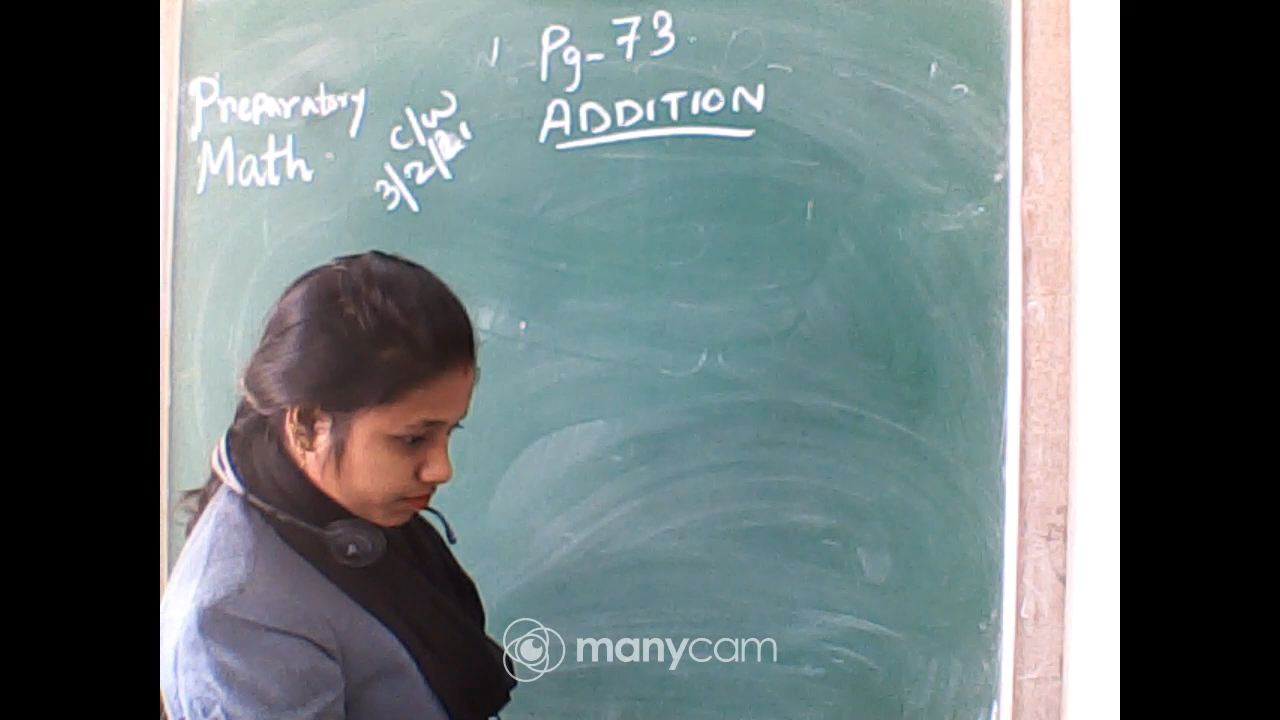 Preparatory
Math
c/w
3/2/21
Pg-73
ADDITION
manycam